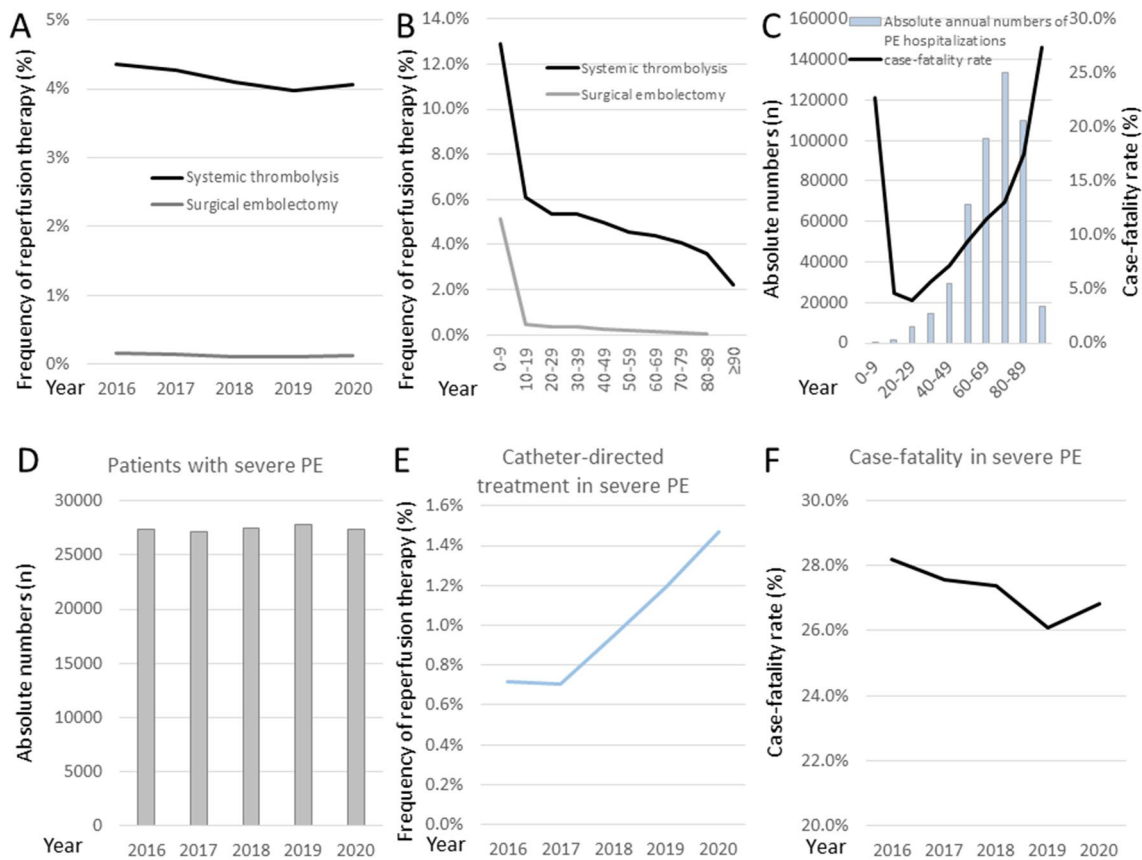 A
Frequency of reperfusion therapy (%)
5%
4%
3%
2%
1%
0%
Systemic thrombolysis
Surgical embolectomy
Year
2016 2017 2018 2019 2020
B
Frequency of reperfusion therapy (%)
14.0%
12.0%
10.0%
8.0%
6.0%
4.0%
2.0%
0.0%
Systemic thrombolysis
Surgical embolectomy
Year
0-9
10-19
20-29
30-39
40-49
50-59
60-69
70-79
80-89
≥90
C
Absolute numbers (n)
160000
140000
120000
100000
80000
60000
40000
20000
0
Absolute annual numbers of
PE hospitalizations
case-fatality rate
30.0%
25.0%
20.0%
15.0%
10.0%
5.0%
0.0%
Case-fatality rate (%)
Year
0-9
20-29
40-49
60-69
80-89
D
Patients with severe PE
Absolute numbers (n)
30000
25000
20000
15000
10000
5000
0
Year
2016 2017 2018 2019 2020
E
Catheter-directed
treatment in severe PE
Frequency of reperfusion therapy (%)
1.6%
1.4%
1.2%
1.0%
0.8%
0.6%
0.4%
0.2%
0.0%
Year
2016 2017 2018 2019 2020
F
Case-fatality in severe PE
Case-fatality rate (%)
30.0%
28.0%
26.0%
24.0%
22.0%
20.0%
Year
2016 2017 2018 2019 2020